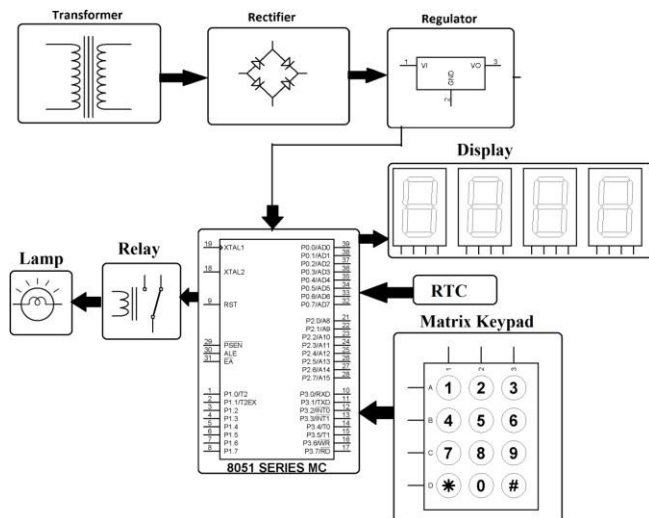 Transformer
Rectifier
Regulator
1
VI
VO
3
GND
2
Display
Lamp
Relay
19
XTAL1
18
XTAL2
9
RST
29
PSEN
30
ALE
31
EA
1
P1.0/T2
2
P1.1/T2EX
3
P1.2
4
P1.3
5
P1.4
6
P1.5
7
P1.6
8
P1.7
P0.0/AD0
39
P0.1/AD1
38
P0.2/AD2
37
P0.3/AD3
36
P0.4/AD4
35
P0.5/AD5
34
P0.6/AD6
33
P0.7/AD7
32
P2.0/A8
21
P2.1/A9
22
P2.2/A10
23
P2.3/A11
24
P2.4/A12
25
P2.5/A13
26
P2.6/A14
27
P2.7/A15
28
P3.0/RXD
10
P3.1/TXD
11
P3.2/INT0
12
P3.3/INT1
13
P3.4/T0
14
P3.5/T1
15
P3.6/WR
16
P3.7/RD
17
8051 SERIES MC
RTC
Matrix Keypad
1 2 3
A 1 2 3
B 4 5 6
C 7 8 9
D * 0 #